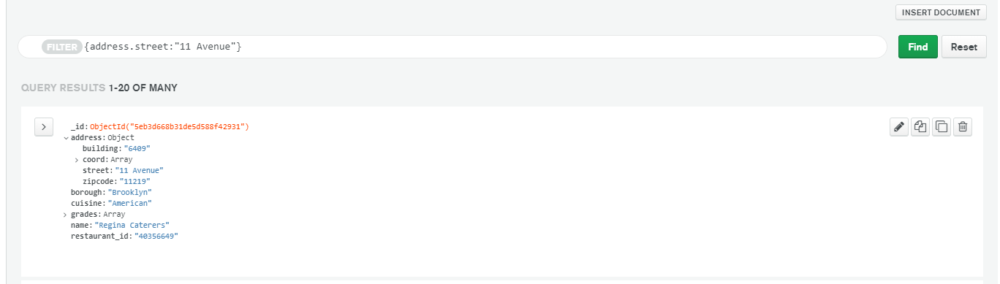 INSERT DOCUMENT
FILTER {address.street:"11 Avenue"} Find Reset
QUERY RESULTS 1-20 OF MANY
_id:ObjectId("5eb3d668b31de5d588f42931")
address:Object
building:"6409"
coord:Array
street:"11 Avenue"
zipcode:"11219"
borough:"Brooklyn"
cuisine:"American"
grades:Array
name:"Regina Caterers"
restaurant_id:"40356649"